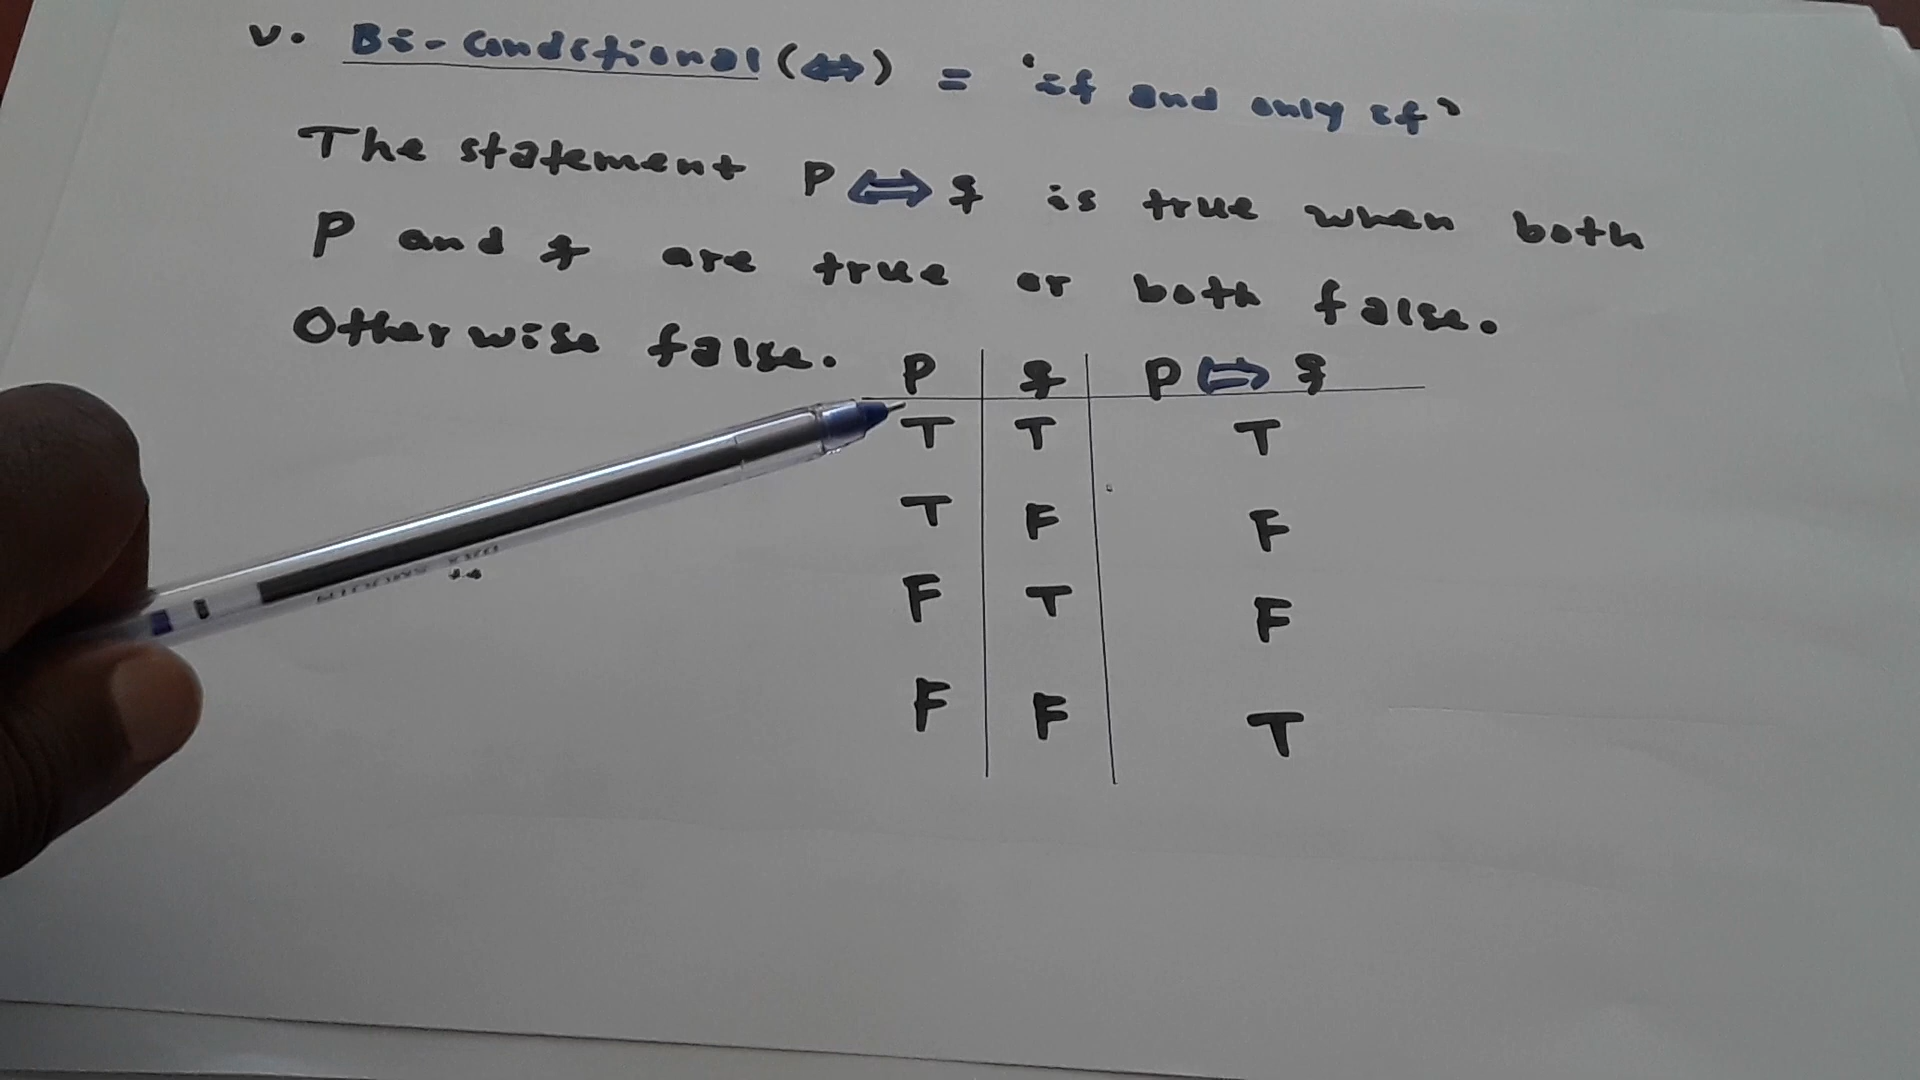 v. Bi-conditional (⇔) = 'if and only if'
The statement P ⇔ q is true when both
P and q are true or both false.
Otherwise false.
P q P ⇔ q
T T T
T F F
F T F
F F T